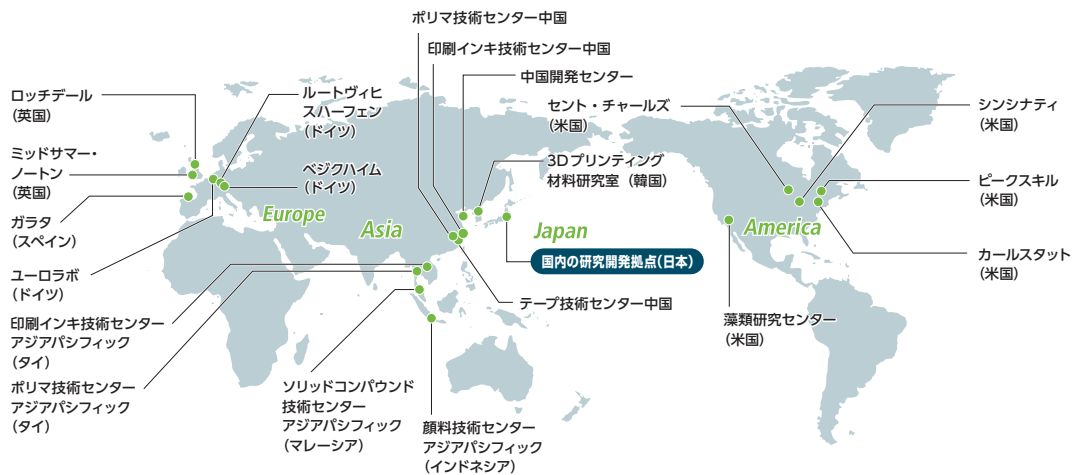 ポリマ技術センター中国
印刷インキ技術センター中国
中国開発センター
ロッチデール
（英国）
ルートヴィヒ
スハーフェン
（ドイツ）
セント・チャールズ
（米国）
シンシナティ
（米国）
ミッドサマー・
ノートン
（英国）
ベジクハイム
（ドイツ）
3Dプリンティング
材料研究室（韓国）
ピークスキル
（米国）
ガラタ
（スペイン）
Europe
Asia
Japan
America
国内の研究開発拠点（日本）
カールスタット
（米国）
ユーロラボ
（ドイツ）
テープ技術センター中国
藻類研究センター
（米国）
印刷インキ技術センター
アジアパシフィック
（タイ）
ポリマ技術センター
アジアパシフィック
（タイ）
ソリッドコンパウンド
技術センター
アジアパシフィック
（マレーシア）
顔料技術センター
アジアパシフィック
（インドネシア）